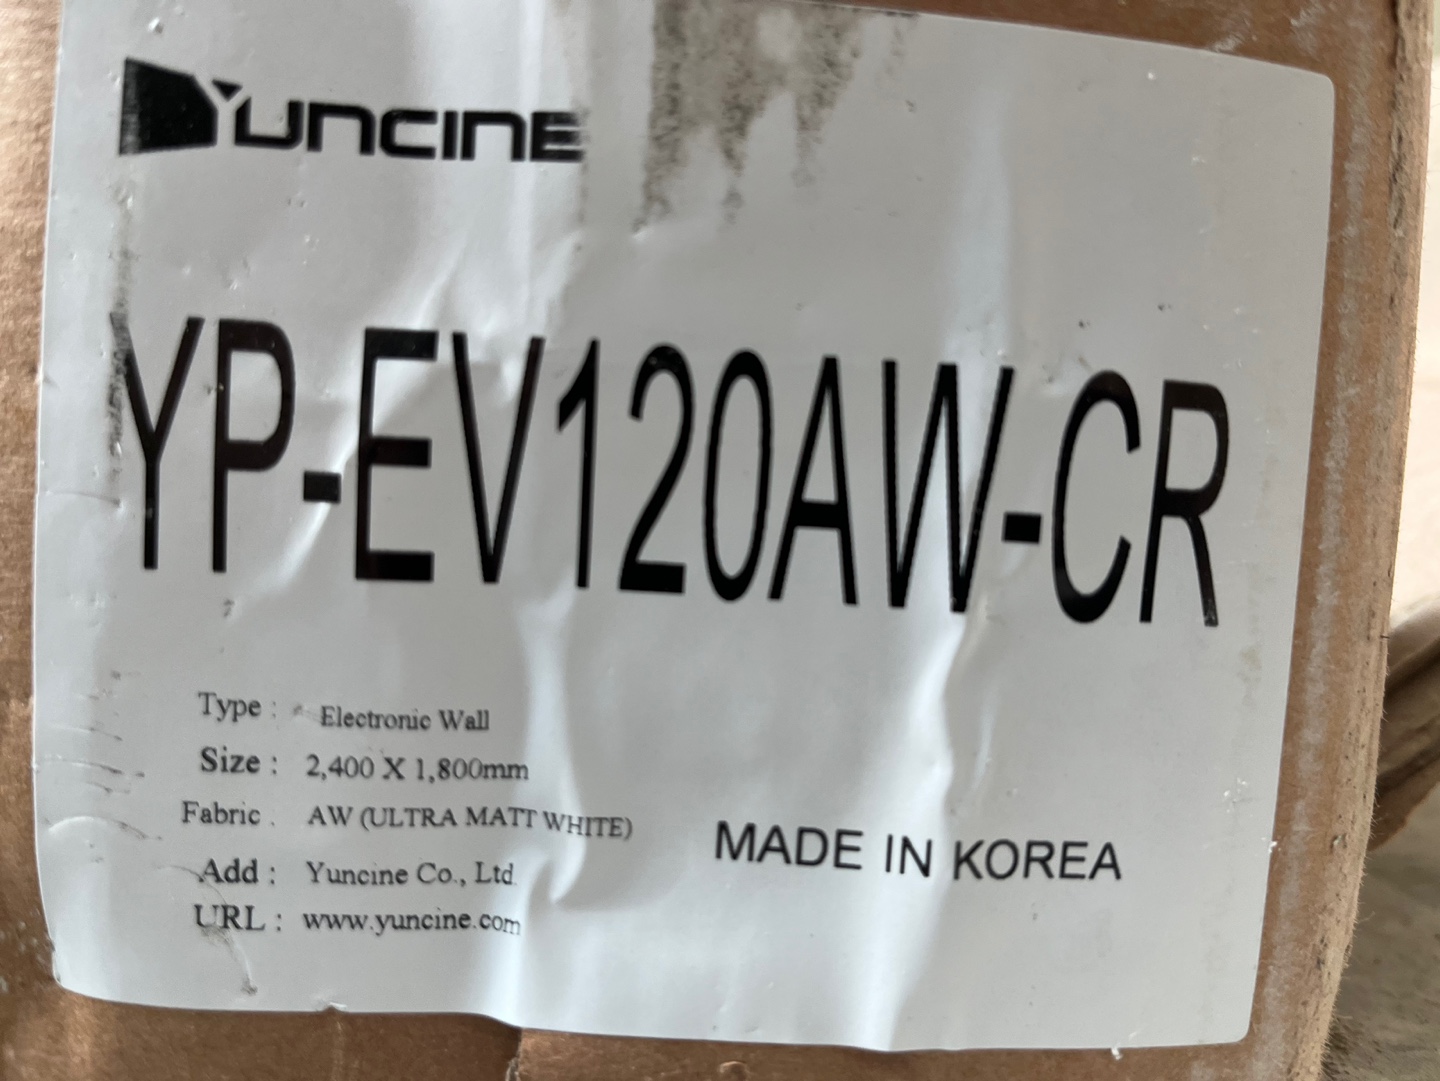 YUNCINE
YP-EV120AW-CR
Type : Electronic Wall
Size : 2,400 X 1,800mm
Fabric . AW (ULTRA MATT WHITE)
Add : Yuncine Co., Ltd.
URL : www.yuncine.com
MADE IN KOREA